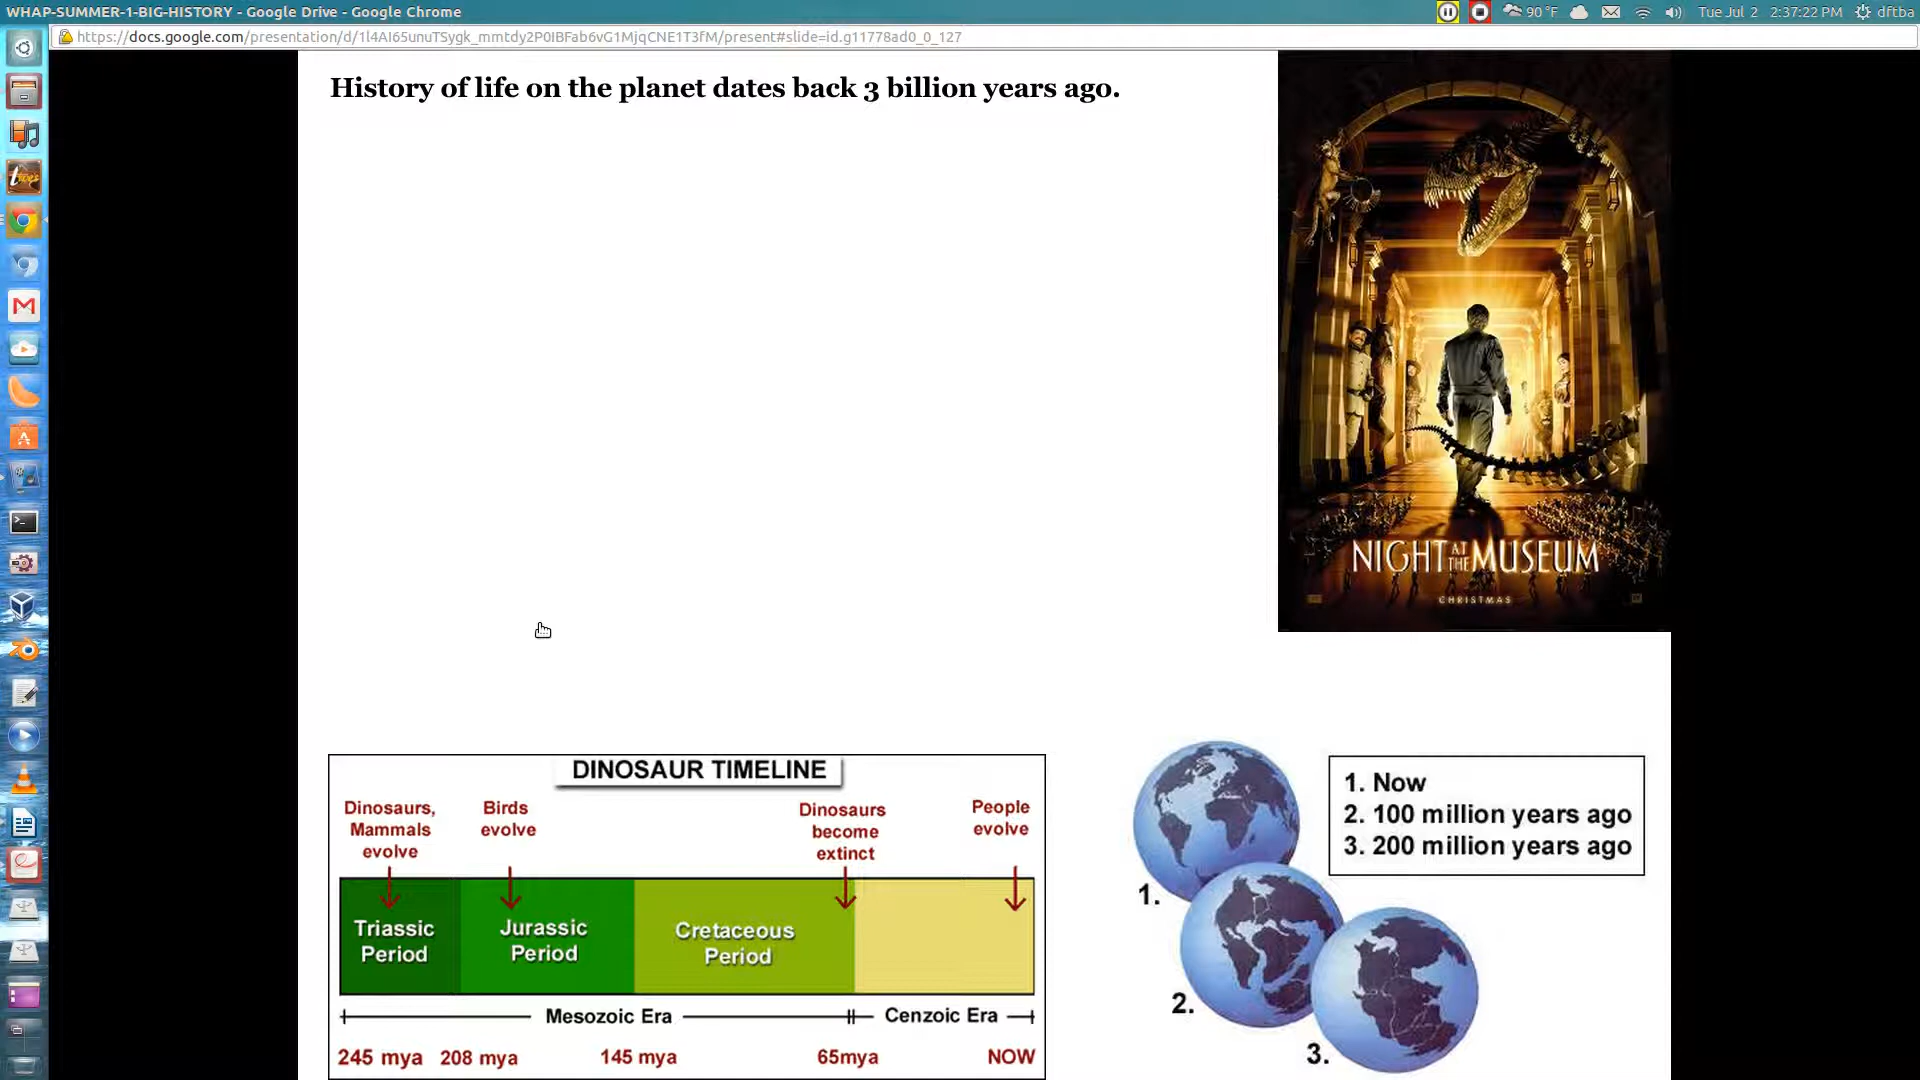 WHAP-SUMMER-1-BIG-HISTORY - Google Drive - Google Chrome
90 °F
Tue Jul 2
2:37:22 PM
dftba
https://docs.google.com/presentation/d/1l4AI65unuTSygk_mmtdy2P0IBFab6vG1MjqCNE1T3fM/present#slide=id.g11778ad0_0_127
History of life on the planet dates back 3 billion years ago.
NIGHT AT THE MUSEUM
CHRISTMAS
DINOSAUR TIMELINE
Dinosaurs,
Mammals
evolve
Birds
evolve
Dinosaurs
become
extinct
People
evolve
Triassic
Period
Jurassic
Period
Cretaceous
Period
Mesozoic Era
Cenzoic Era
245 mya
208 mya
145 mya
65mya
NOW
1. Now
2. 100 million years ago
3. 200 million years ago
1.
2.
3.